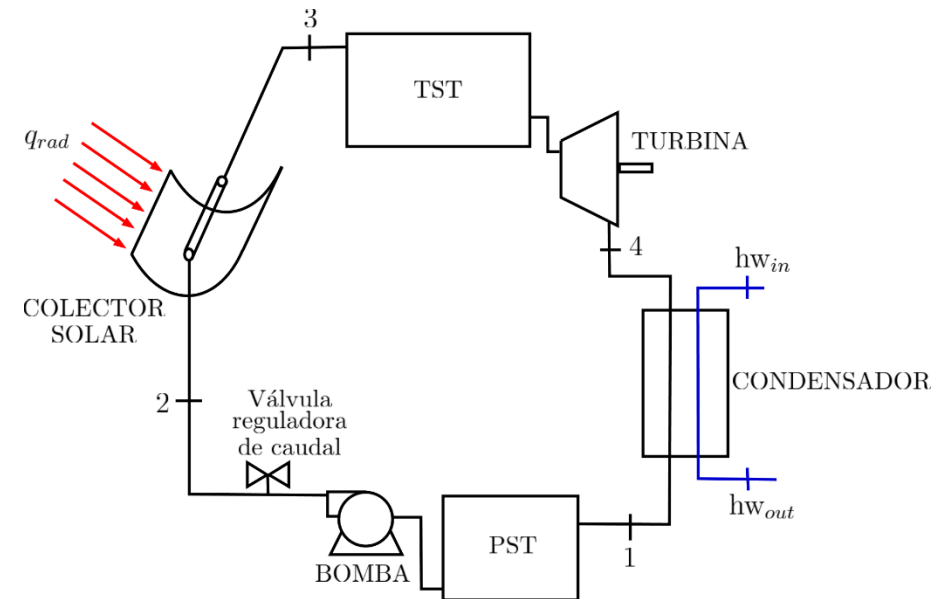 3
TST
q_rad
TURBINA
4
hw_in
COLECTOR
SOLAR
CONDENSADOR
2
Válvula
reguladora
de caudal
hw_out
PST
1
BOMBA